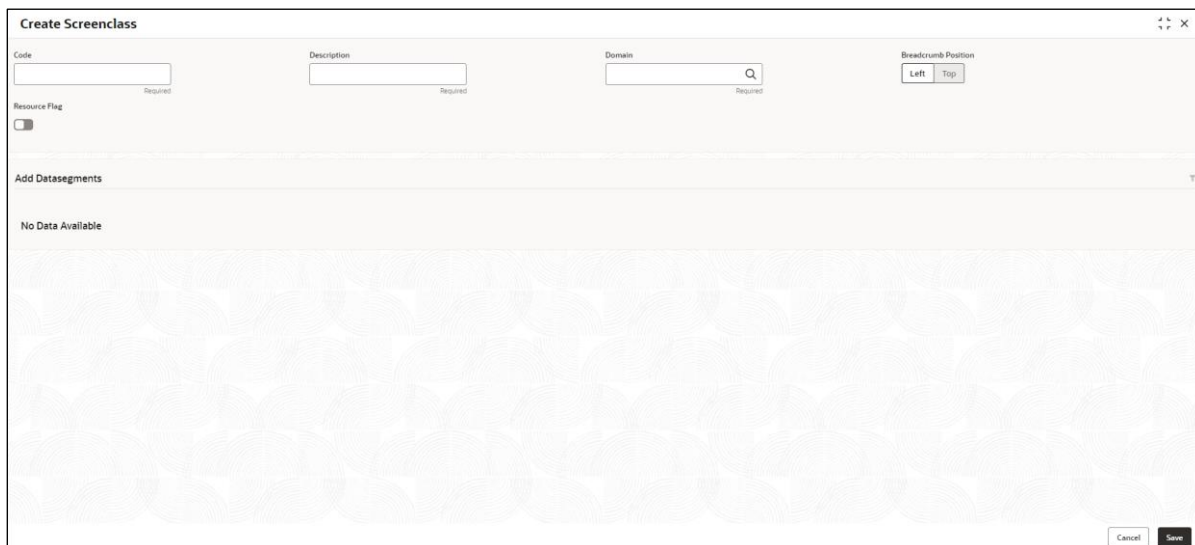 Create Screenclass
Code
Description
Domain
Breadcrumb Position
Left Top
Required
Required
Required
Resource Flag
Add Datasegments
No Data Available
Cancel Save